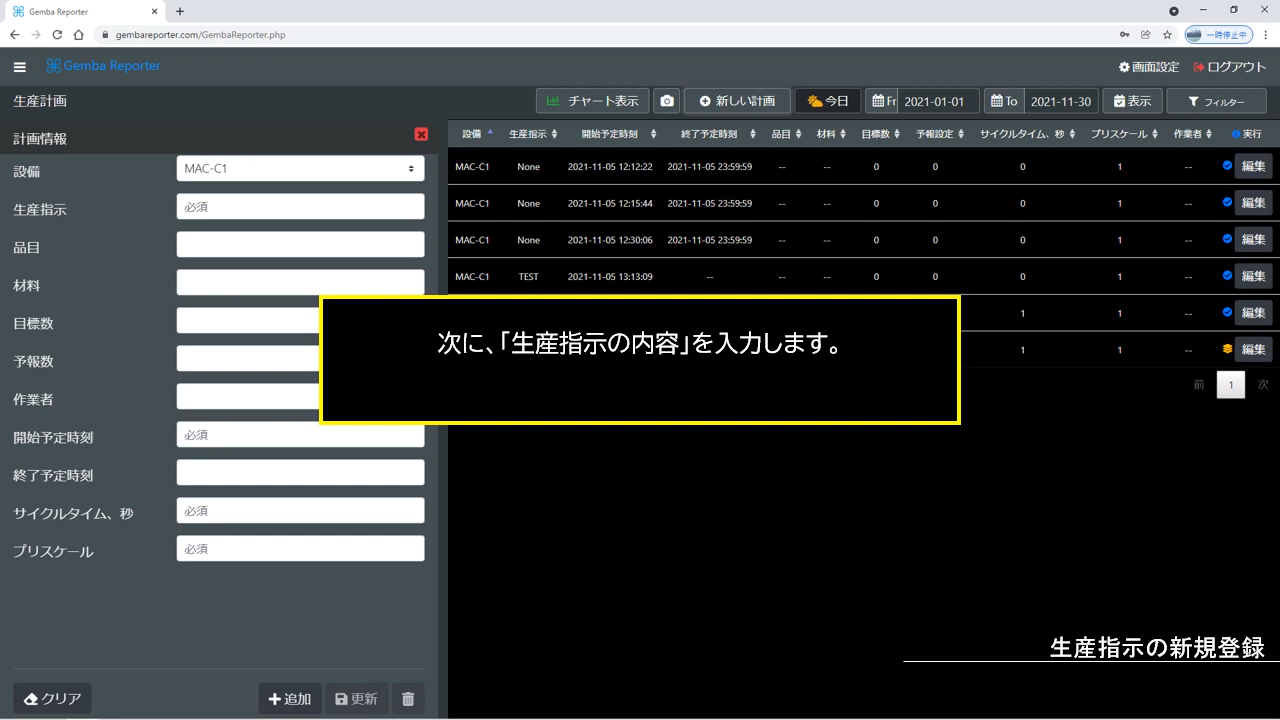 Gemba Reporter
gembareporter.com/GembaReporter.php
一時停止中
Gemba Reporter
画面設定
ログアウト
生産計画
チャート表示
新しい計画
今日
Fr
2021-01-01
To
2021-11-30
表示
フィルター
計画情報
設備
MAC-C1
生産指示
必須
品目
材料
目標数
予報数
作業者
開始予定時刻
必須
終了予定時刻
サイクルタイム、秒
必須
プリスケール
必須
クリア
追加
更新
設備 生産指示 開始予定時刻 終了予定時刻 品目 材料 目標数 予報設定 サイクルタイム、秒 プリスケール 作業者 実行
MAC-C1 None 2021-11-05 12:12:22 2021-11-05 23:59:59 -- -- 0 0 0 1 -- 編集
MAC-C1 None 2021-11-05 12:15:44 2021-11-05 23:59:59 -- -- 0 0 0 1 -- 編集
MAC-C1 None 2021-11-05 12:30:06 2021-11-05 23:59:59 -- -- 0 0 0 1 -- 編集
MAC-C1 TEST 2021-11-05 13:13:09 -- -- -- 0 0 0 1 -- 編集
1 1 -- 編集
1 1 -- 編集
前 1 次
次に、「生産指示の内容」を入力します。
生産指示の新規登録